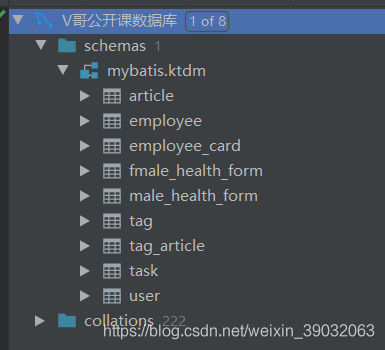 V哥公开课数据库 1 of 8
schemas 1
mybatis.ktdm
article
employee
employee_card
fmale_health_form
male_health_form
tag
tag_article
task
user
collations 222
https://blog.csdn.net/weixin_39032063